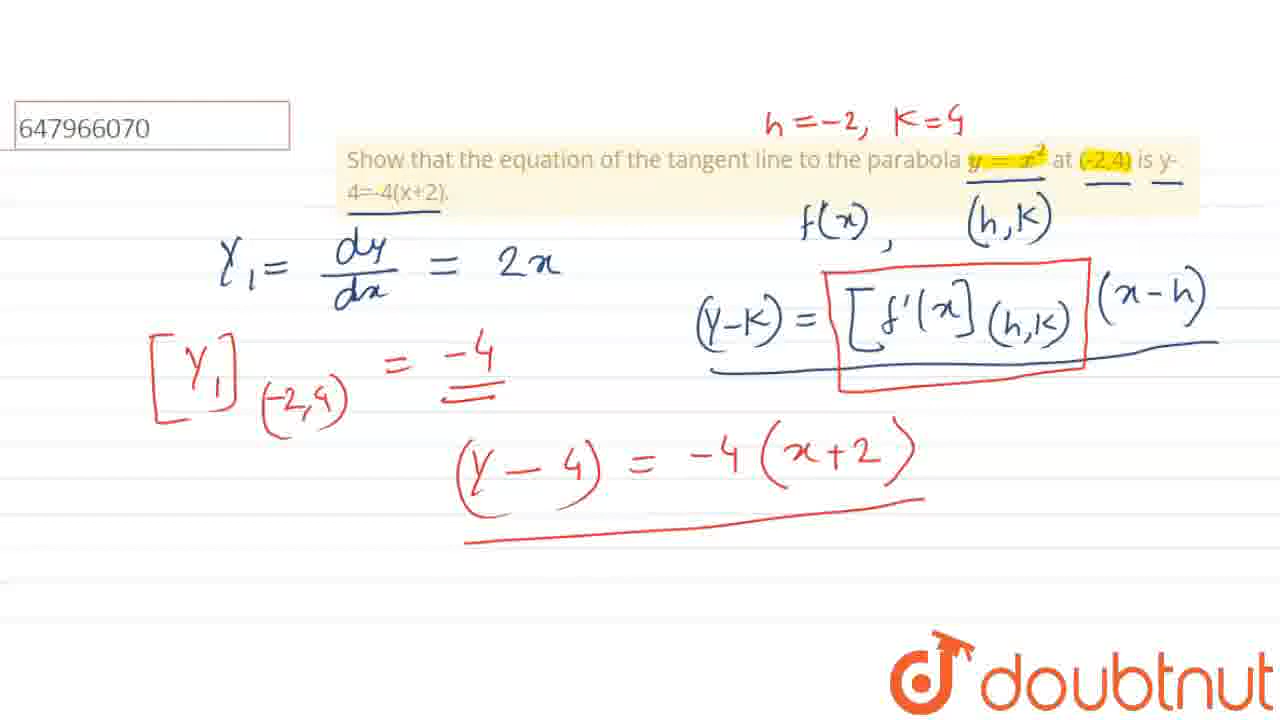 647966070
h=-2, K=4
Show that the equation of the tangent line to the parabola y = x² at (-2,4) is y-
4=-4(x+2).
f(x), (h,K)
Y₁ = dy/dx = 2x
(Y-K) = [f'(x)](h,K) (x-h)
[Y₁](-2,4) = -4
(Y-4) = -4(x+2)
doubtnut